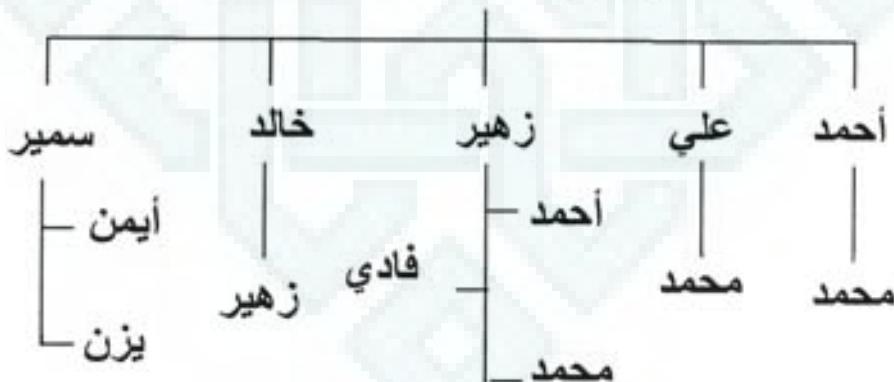 أحمد علي زهير خالد سمير
أحمد أيمن
فادي
محمد محمد زهير
يزن
محمد